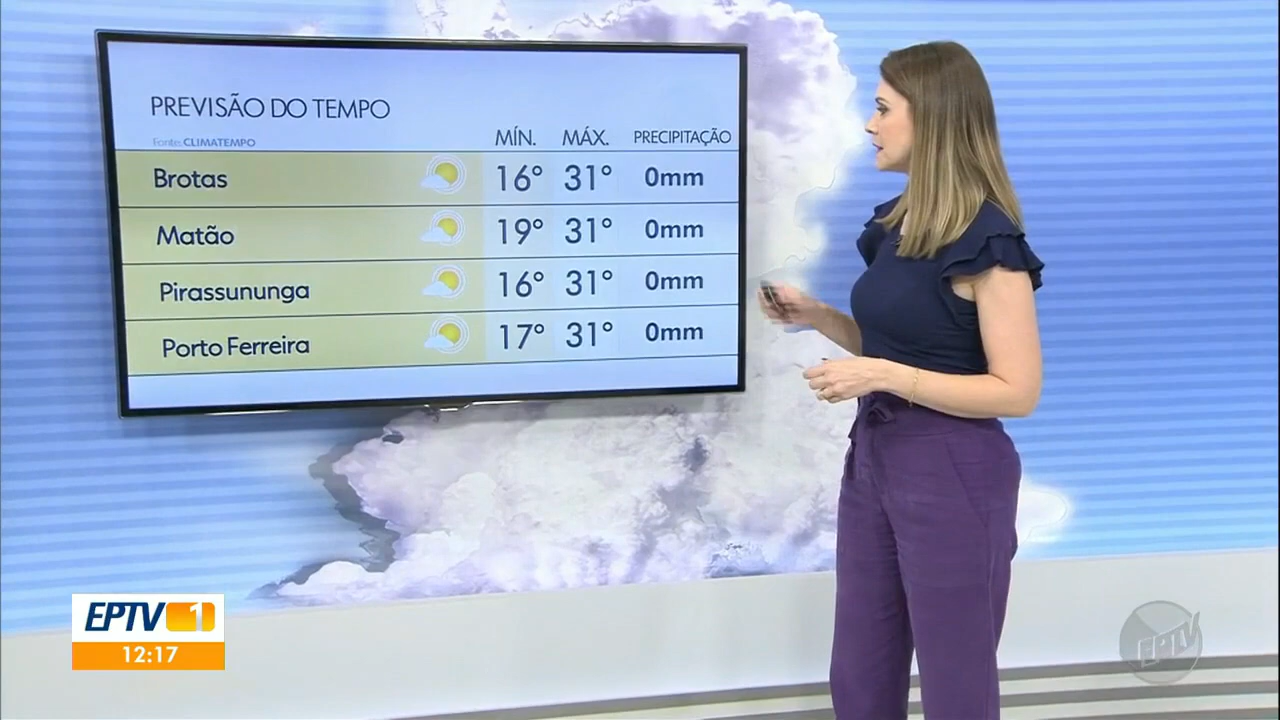 PREVISÃO DO TEMPO
Fonte: CLIMATEMPO
MÍN. MÁX. PRECIPITAÇÃO
Brotas 16° 31° 0mm
Matão 19° 31° 0mm
Pirassununga 16° 31° 0mm
Porto Ferreira 17° 31° 0mm
EPTV 1
12:17
EPTV